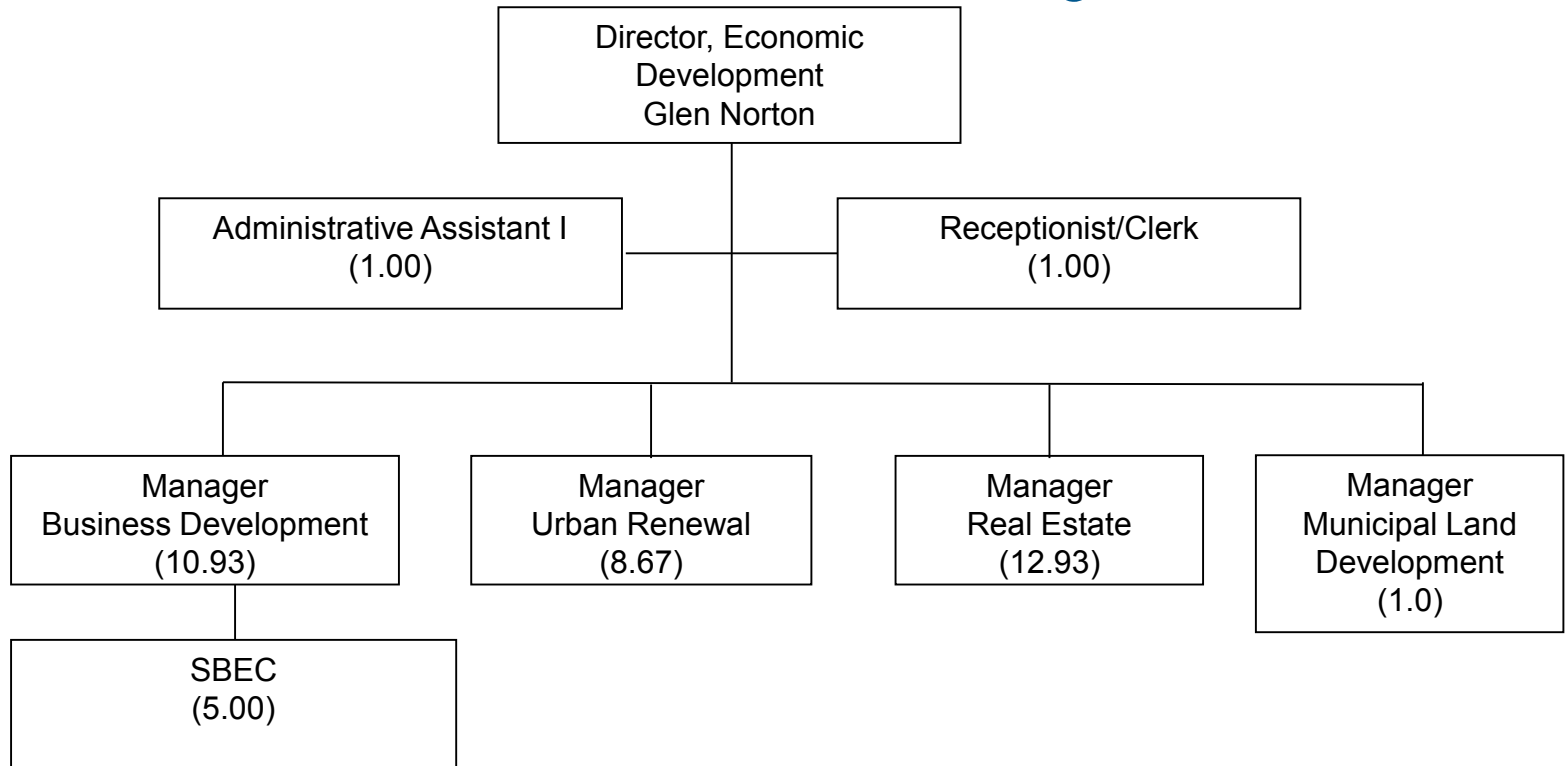 Director, Economic
Development
Glen Norton
Administrative Assistant I
(1.00)
Receptionist/Clerk
(1.00)
Manager
Business Development
(10.93)
Manager
Urban Renewal
(8.67)
Manager
Real Estate
(12.93)
Manager
Municipal Land
Development
(1.0)
SBEC
(5.00)